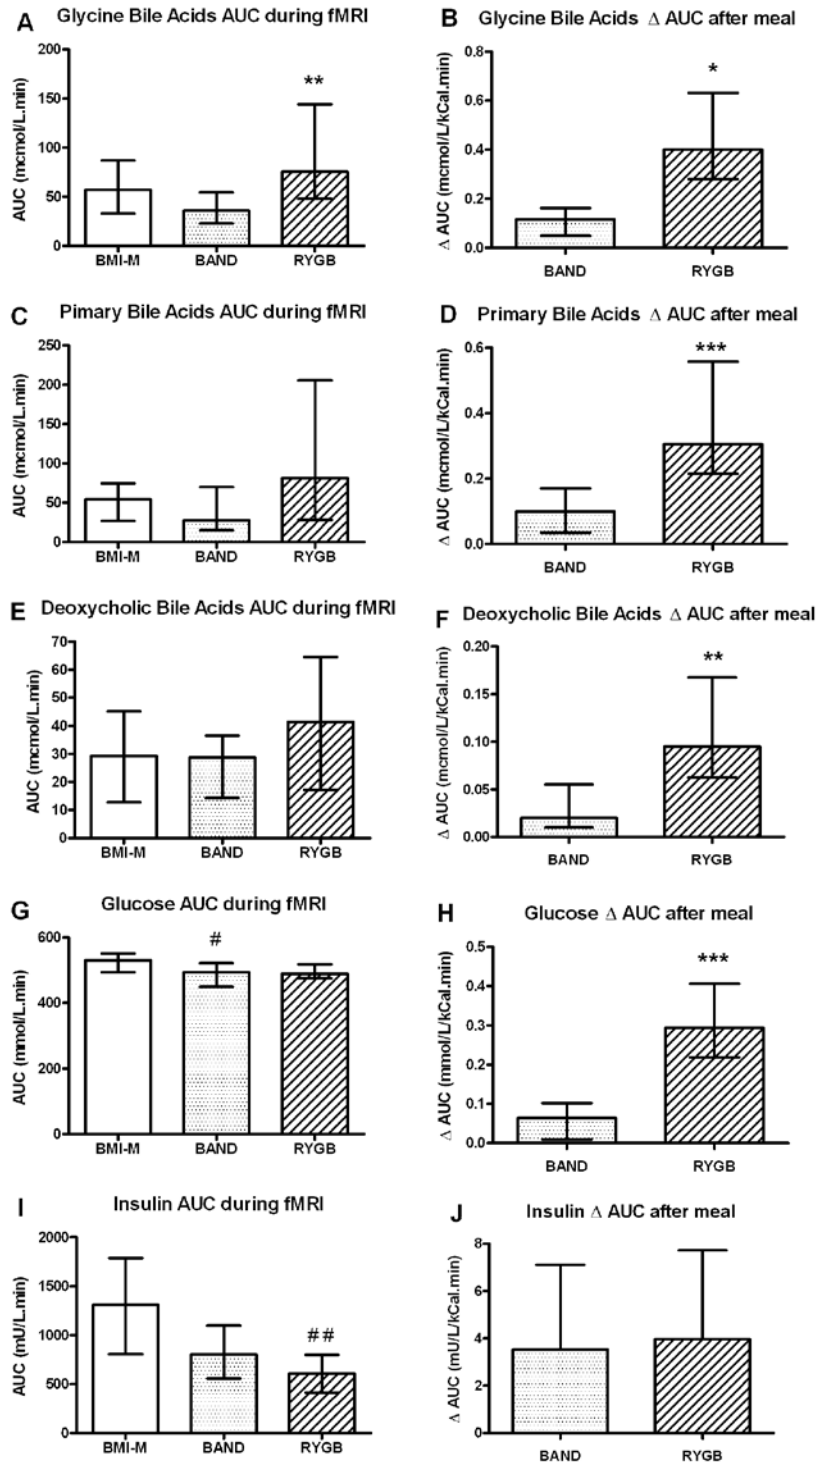 A Glycine Bile Acids AUC during fMRI
AUC (mcmol/L.min)
200
150
100
50
0
**
BMI-M BAND RYGB
B Glycine Bile Acids Δ AUC after meal
Δ AUC (mcmol/L/kCal.min)
0.8
0.6
0.4
0.2
0.0
*
BAND RYGB
C Pimary Bile Acids AUC during fMRI
AUC (mcmol/L.min)
250
200
150
100
50
0
BMI-M BAND RYGB
D Primary Bile Acids Δ AUC after meal
Δ AUC (mcmol/L/kCal.min)
0.6
0.4
0.2
0.0
***
BAND RYGB
E Deoxycholic Bile Acids AUC during fMRI
AUC (mcmol/L.min)
70
60
50
40
30
20
10
0
BMI-M BAND RYGB
F Deoxycholic Bile Acids Δ AUC after meal
Δ AUC (mcmol/L/kCal.min)
0.20
0.15
0.10
0.05
0.00
**
BAND RYGB
G Glucose AUC during fMRI
AUC (mmol/L.min)
600
400
200
0
#
BMI-M BAND RYGB
H Glucose Δ AUC after meal
Δ AUC (mmol/L/kCal.min)
0.5
0.4
0.3
0.2
0.1
0.0
***
BAND RYGB
I Insulin AUC during fMRI
AUC (mU/L.min)
2000
1500
1000
500
0
##
BMI-M BAND RYGB
J Insulin Δ AUC after meal
Δ AUC (mU/L/kCal.min)
8
6
4
2
0
BAND RYGB